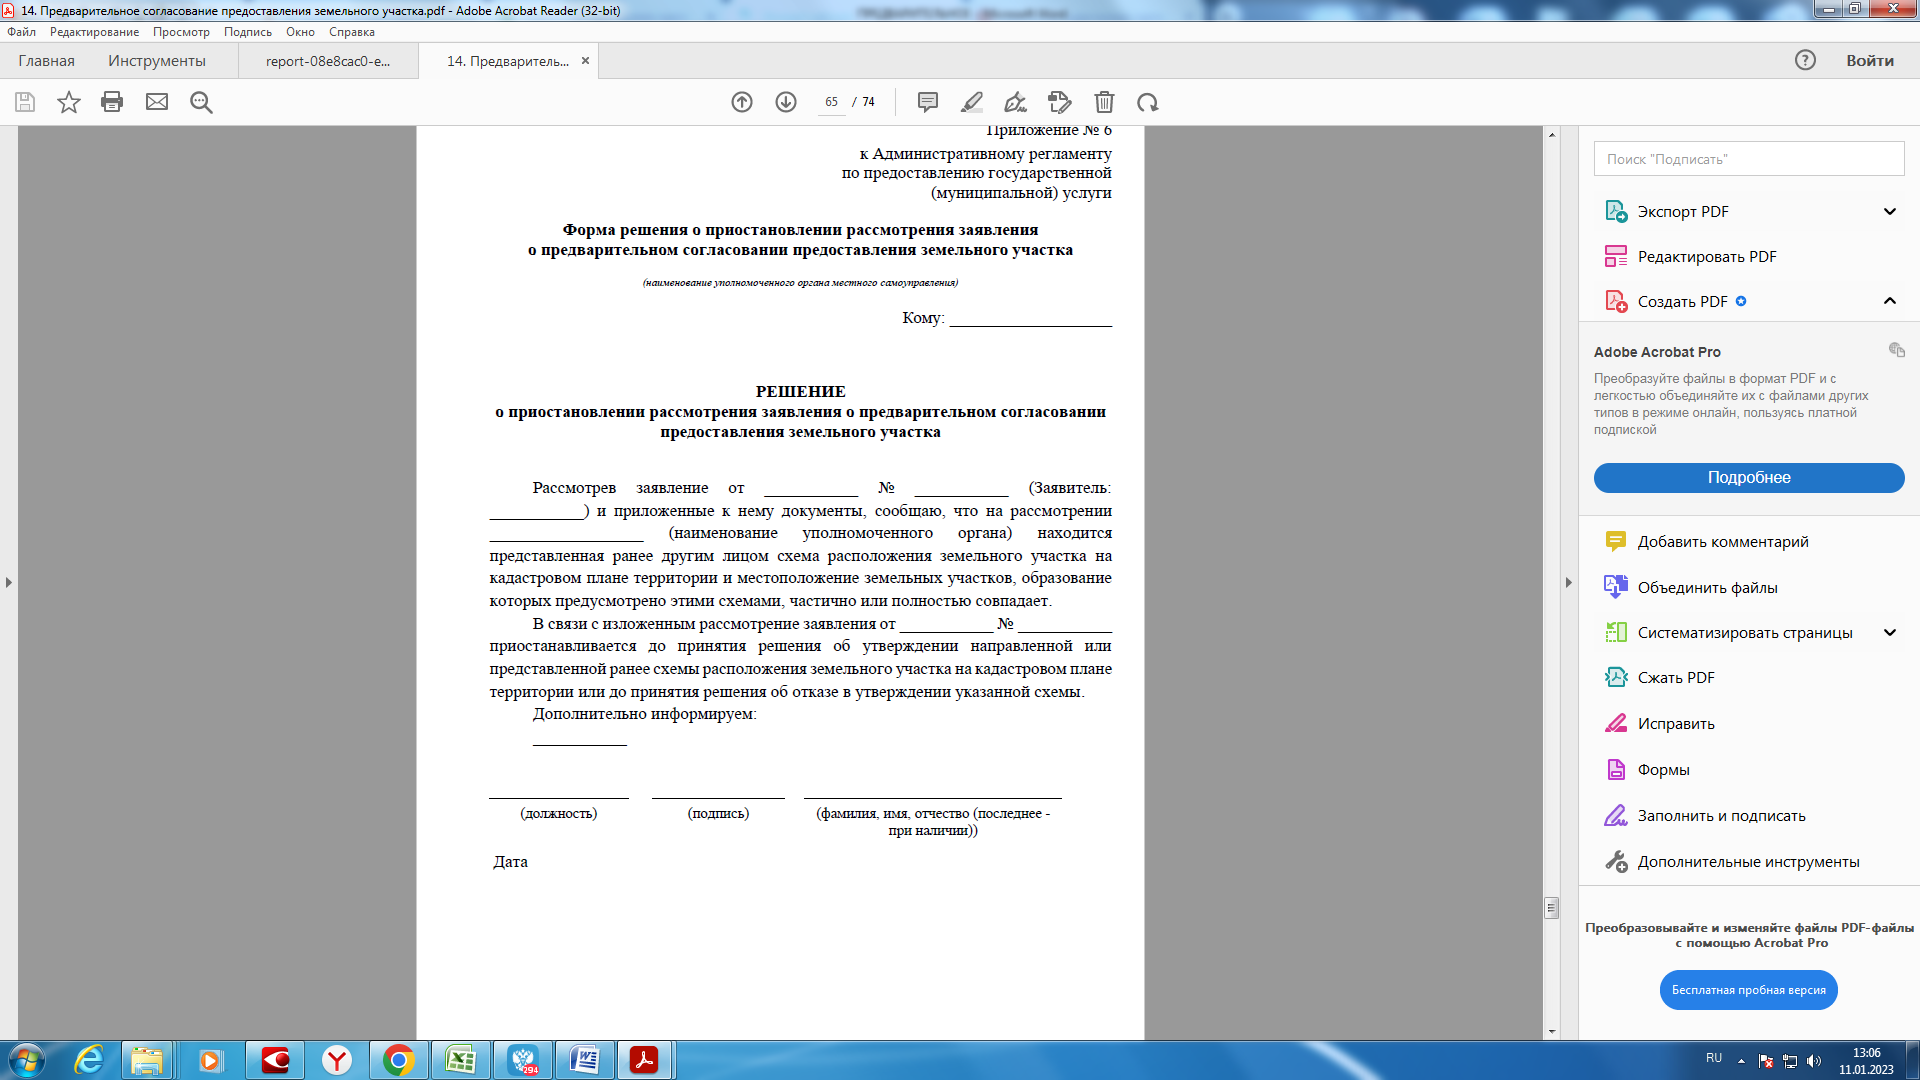 14. Предварительное согласование предоставления земельного участка.pdf - Adobe Acrobat Reader (32-bit)
Файл Редактирование Просмотр Подпись Окно Справка
Главная Инструменты report-08e8cac0-e... 14. Предваритель... Войти
65 / 74
Приложение № 6
к Административному регламенту
по предоставлению государственной
(муниципальной) услуги
Форма решения о приостановлении рассмотрения заявления
о предварительном согласовании предоставления земельного участка
(наименование уполномоченного органа местного самоуправления)
Кому: ____________________
РЕШЕНИЕ
о приостановлении рассмотрения заявления о предварительном согласовании
предоставления земельного участка
Рассмотрев заявление от ___________ № ___________ (Заявитель:
___________) и приложенные к нему документы, сообщаю, что на рассмотрении
__________________ (наименование уполномоченного органа) находится
представленная ранее другим лицом схема расположения земельного участка на
кадастровом плане территории и местоположение земельных участков, образование
которых предусмотрено этими схемами, частично или полностью совпадает.
В связи с изложенным рассмотрение заявления от ___________ № ___________
приостанавливается до принятия решения об утверждении направленной или
представленной ранее схемы расположения земельного участка на кадастровом плане
территории или до принятия решения об отказе в утверждении указанной схемы.
Дополнительно информируем:
___________
(должность) (подпись) (фамилия, имя, отчество (последнее -
при наличии))
Дата
Поиск "Подписать"
Экспорт PDF
Редактировать PDF
Создать PDF
Adobe Acrobat Pro
Преобразуйте файлы в формат PDF и с
легкостью объединяйте их с файлами других
типов в режиме онлайн, пользуясь платной
подпиской
Подробнее
Добавить комментарий
Объединить файлы
Систематизировать страницы
Сжать PDF
Исправить
Формы
Заполнить и подписать
Дополнительные инструменты
Преобразовывайте и изменяйте файлы PDF-файлы
с помощью Acrobat Pro
Бесплатная пробная версия
294
RU
13:06
11.01.2023